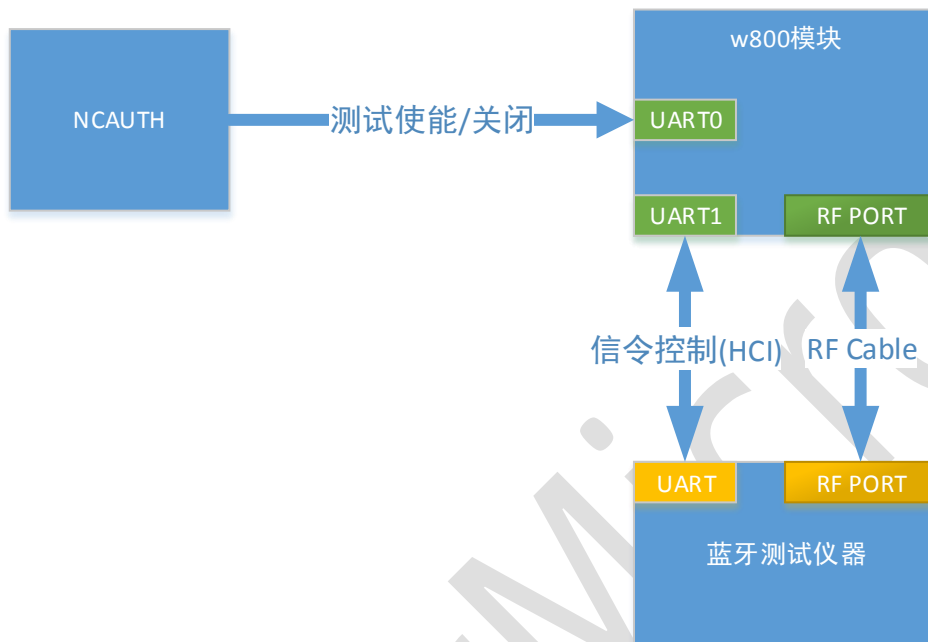 w800模块
NCAUTH
测试使能/关闭
UART0
UART1
RF PORT
信令控制(HCI)
RF Cable
UART
RF PORT
蓝牙测试仪器
Micro